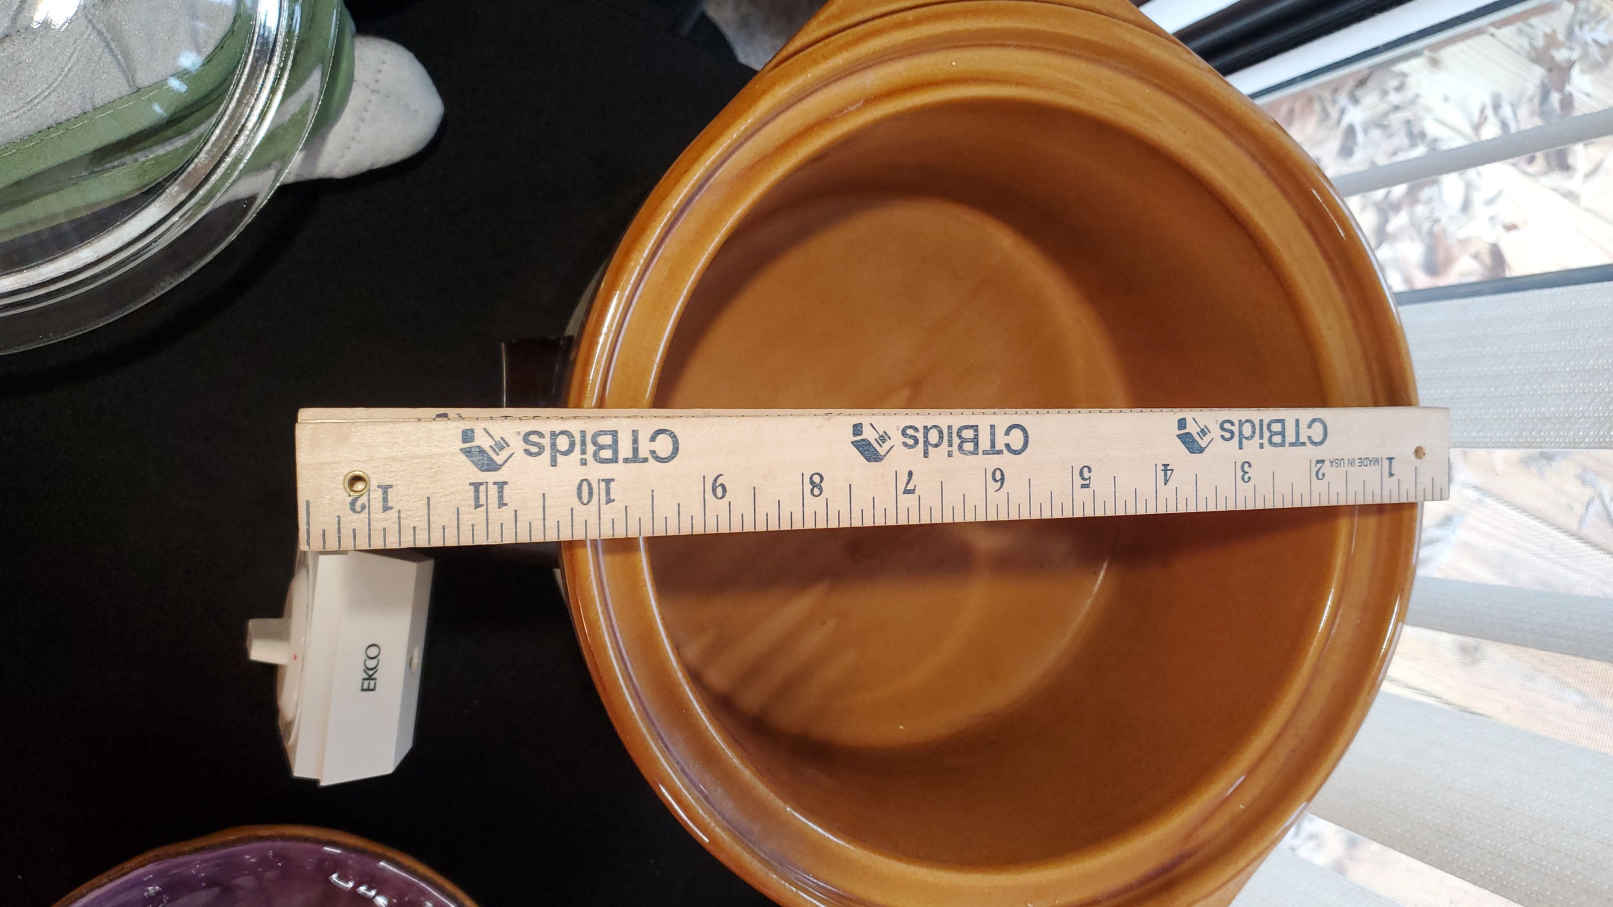 CTBids. CTBids. CTBids.
MADE IN USA
1 2 3 4 5 6 7 8 9 10 11 12
EKCO